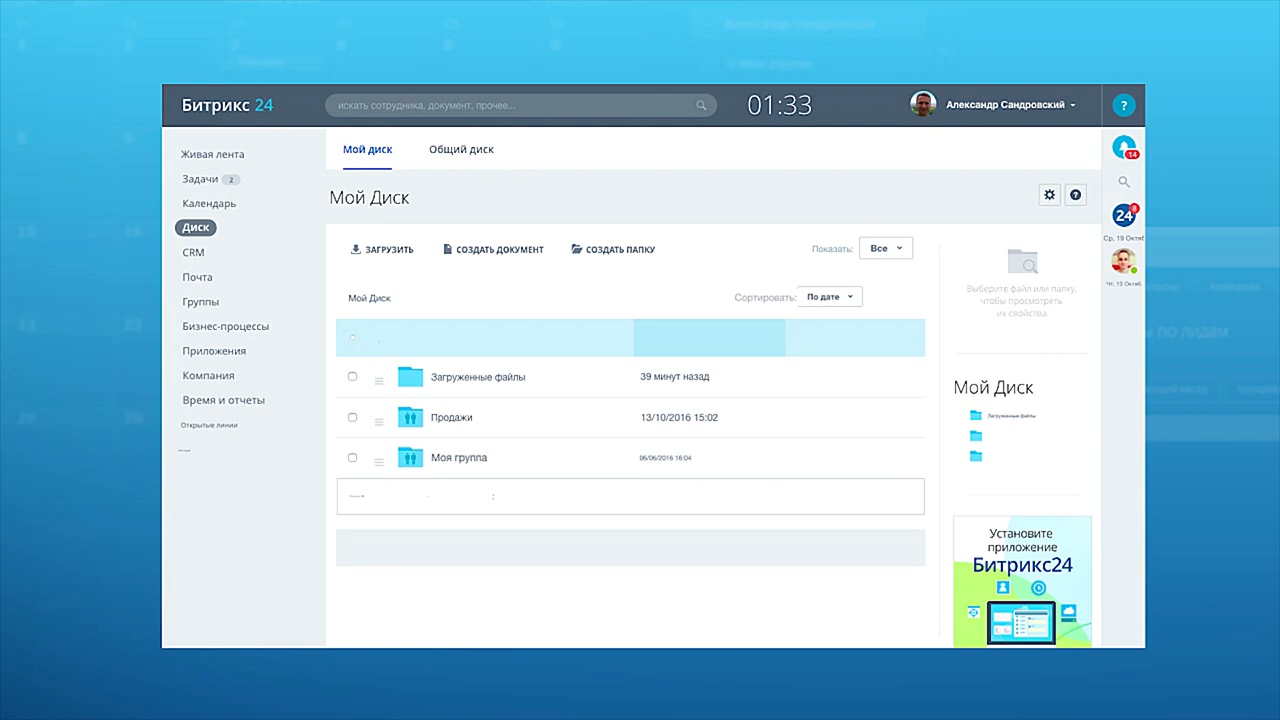 Битрикс 24
искать сотрудника, документ, прочее...
01:33
Александр Сандровский
?
Живая лента
Задачи 2
Календарь
Диск
CRM
Почта
Группы
Бизнес-процессы
Приложения
Компания
Время и отчеты
Открытые линии
Мой диск Общий диск
Мой Диск
ЗАГРУЗИТЬ СОЗДАТЬ ДОКУМЕНТ СОЗДАТЬ ПАПКУ
Показать: Все
Мой Диск
Сортировать: По дате
Загруженные файлы 39 минут назад
Продажи 13/10/2016 15:02
Моя группа 06/06/2016 16:04
Выберите файл или папку,
чтобы просмотреть
их свойства.
Мой Диск
Загруженные файлы
Установите
приложение
Битрикс24
14
24 8
Ср, 19 Октяб
Чт, 13 Октяб